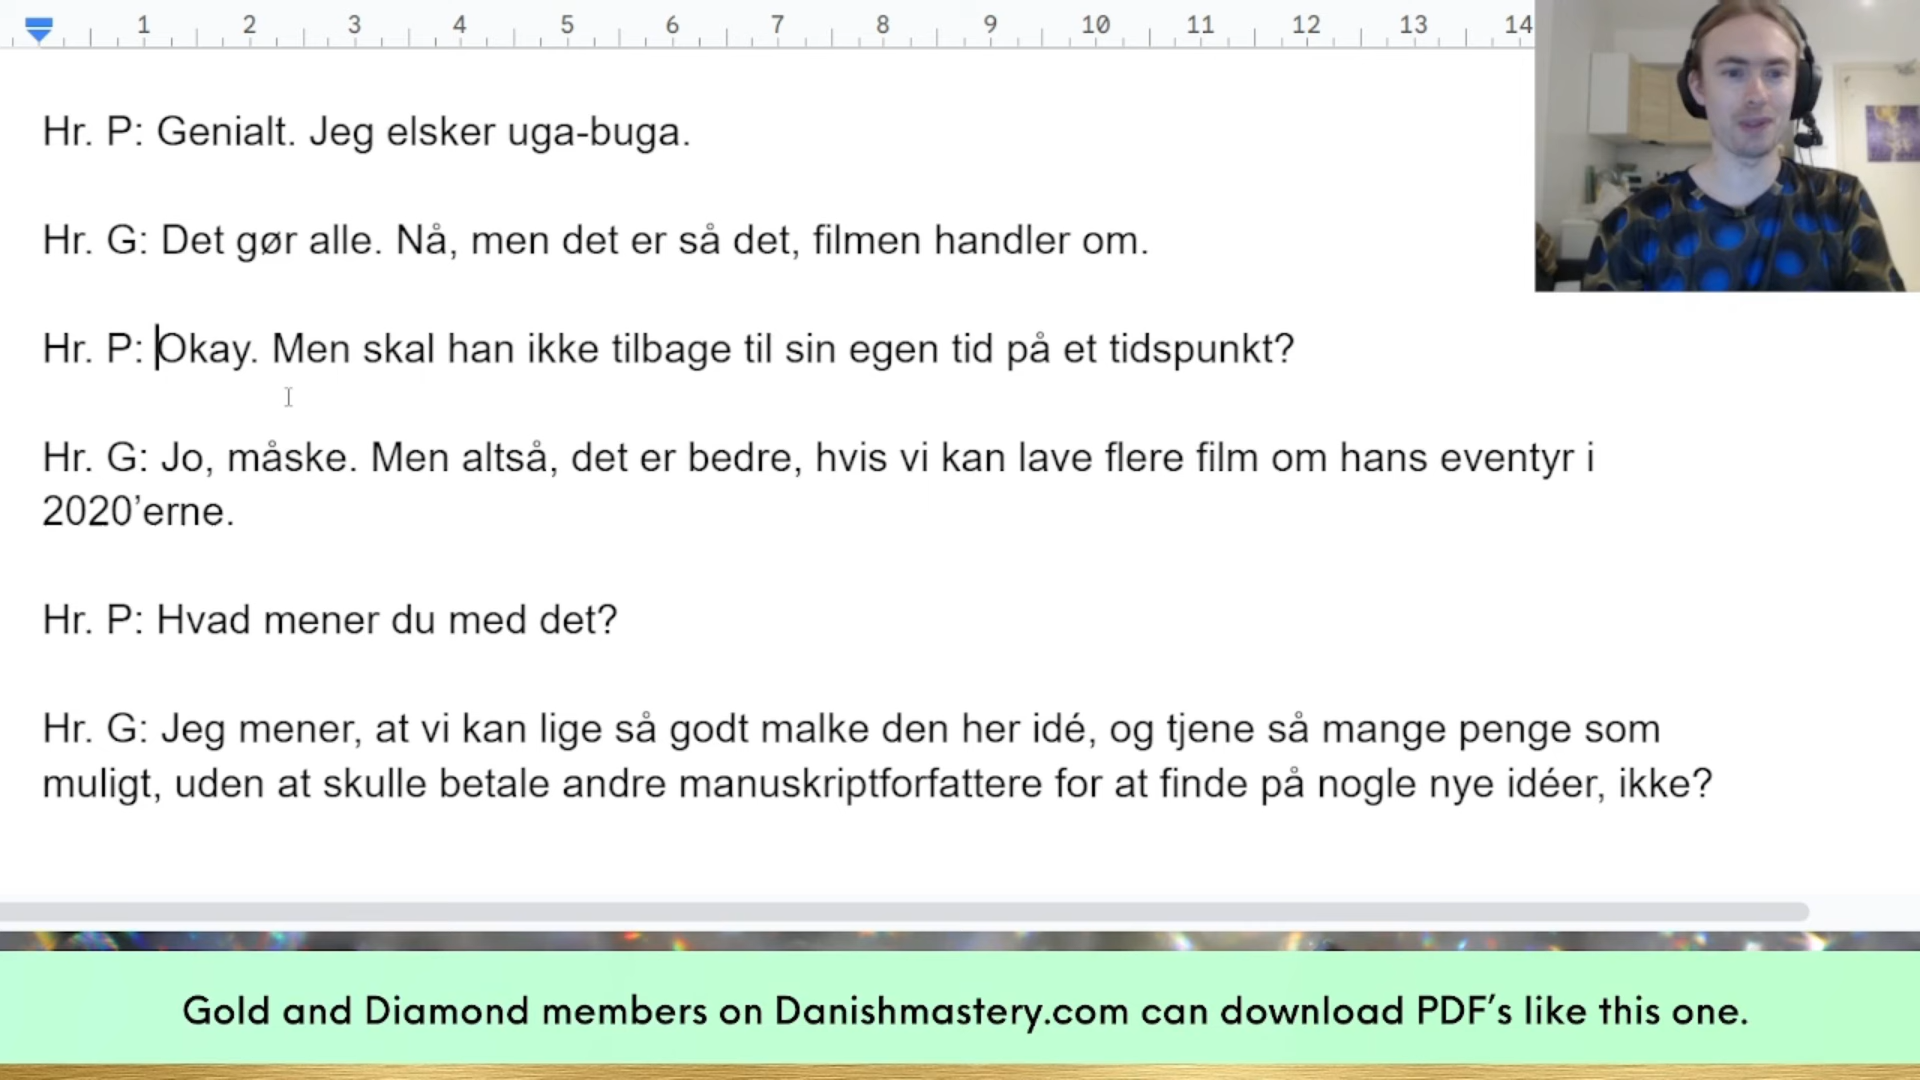 1 2 3 4 5 6 7 8 9 10 11 12 13 14
Hr. P: Genialt. Jeg elsker uga-buga.
Hr. G: Det gør alle. Nå, men det er så det, filmen handler om.
Hr. P: Okay. Men skal han ikke tilbage til sin egen tid på et tidspunkt?
Hr. G: Jo, måske. Men altså, det er bedre, hvis vi kan lave flere film om hans eventyr i
2020’erne.
Hr. P: Hvad mener du med det?
Hr. G: Jeg mener, at vi kan lige så godt malke den her idé, og tjene så mange penge som
muligt, uden at skulle betale andre manuskriptforfattere for at finde på nogle nye idéer, ikke?
Gold and Diamond members on Danishmastery.com can download PDF’s like this one.